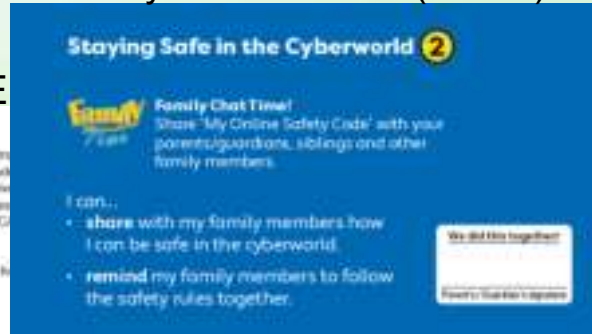 Staying Safe in the Cyberworld 2
Family Time
Family Chat Time!
Share 'My Online Safety Code' with your
parents/guardians, siblings and other
family members.
I can...
• share with my family members how
I can be safe in the cyberworld.
• remind my family members to follow
the safety rules together.
We did this together!
Parent's/Guardian's signature